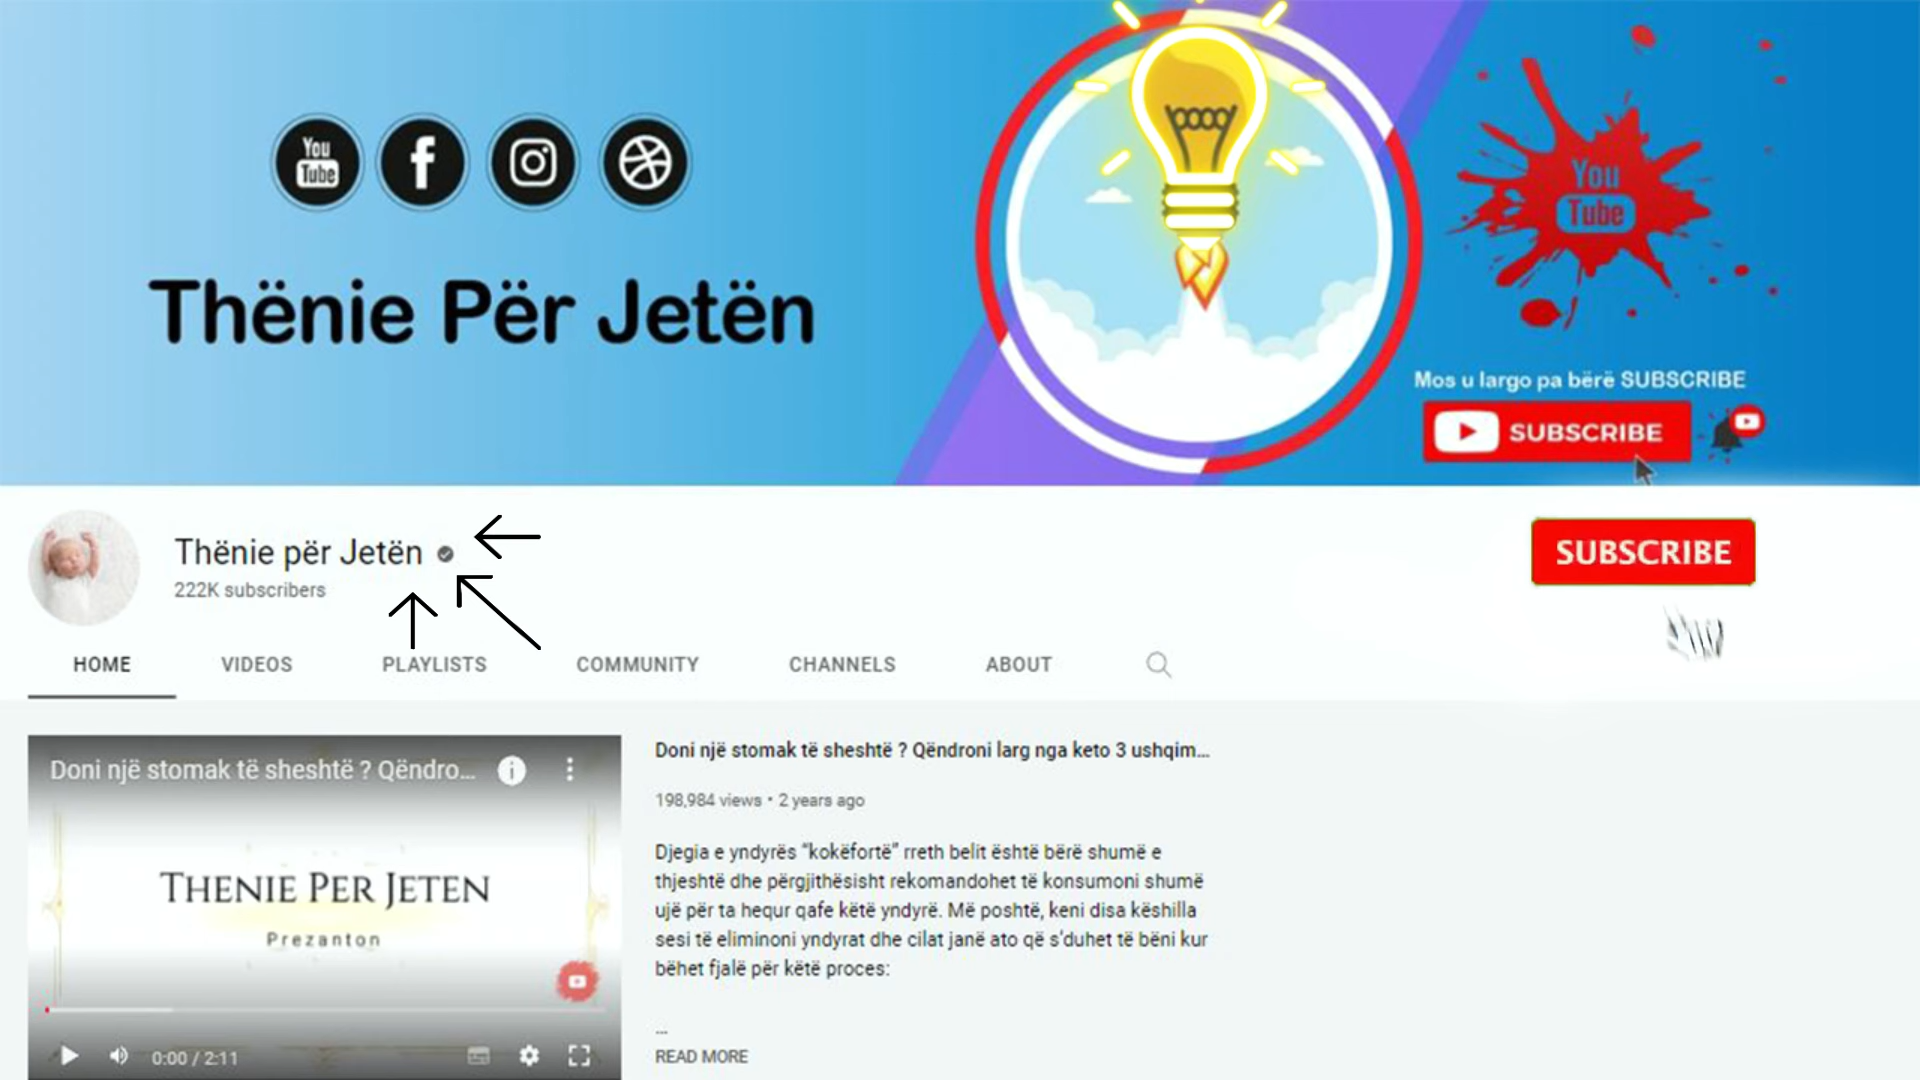 You
Tube
Thënie Për Jetën
You
Tube
Mos u largo pa bërë SUBSCRIBE
SUBSCRIBE
Thënie për Jetën
222K subscribers
SUBSCRIBE
HOME VIDEOS PLAYLISTS COMMUNITY CHANNELS ABOUT
Doni një stomak të sheshtë ? Qëndro...
THENIE PER JETEN
Prezanton
0:00 / 2:11
Doni një stomak të sheshtë ? Qëndroni larg nga keto 3 ushqim...
198,984 views • 2 years ago
Djegia e yndyrës “kokëfortë” rreth belit është bërë shumë e
thjeshtë dhe përgjithësisht rekomandohet të konsumoni shumë
ujë për ta hequr qafe këtë yndyrë. Më poshtë, keni disa këshilla
sesi të eliminoni yndyrat dhe cilat janë ato që s'duhet të bëni kur
bëhet fjalë për këtë proces:
...
READ MORE